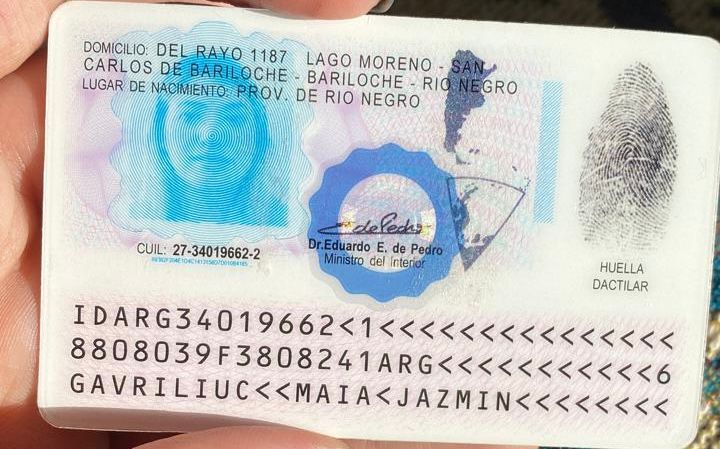 DOMICILIO: DEL RAYO 1187 LAGO MORENO - SAN
CARLOS DE BARILOCHE - BARILOCHE - RIO NEGRO
LUGAR DE NACIMIENTO: PROV. DE RIO NEGRO
CUIL: 27-34019662-2
Dr.Eduardo E. de Pedro
Ministro del Interior
HUELLA
DACTILAR
IDARG34019662<1<<<<<<<<<<<<<<<
8808039F3808241ARG<<<<<<<<<<<6
GAVRILIUC<<MAIA<JAZMIN<<<<<<<<